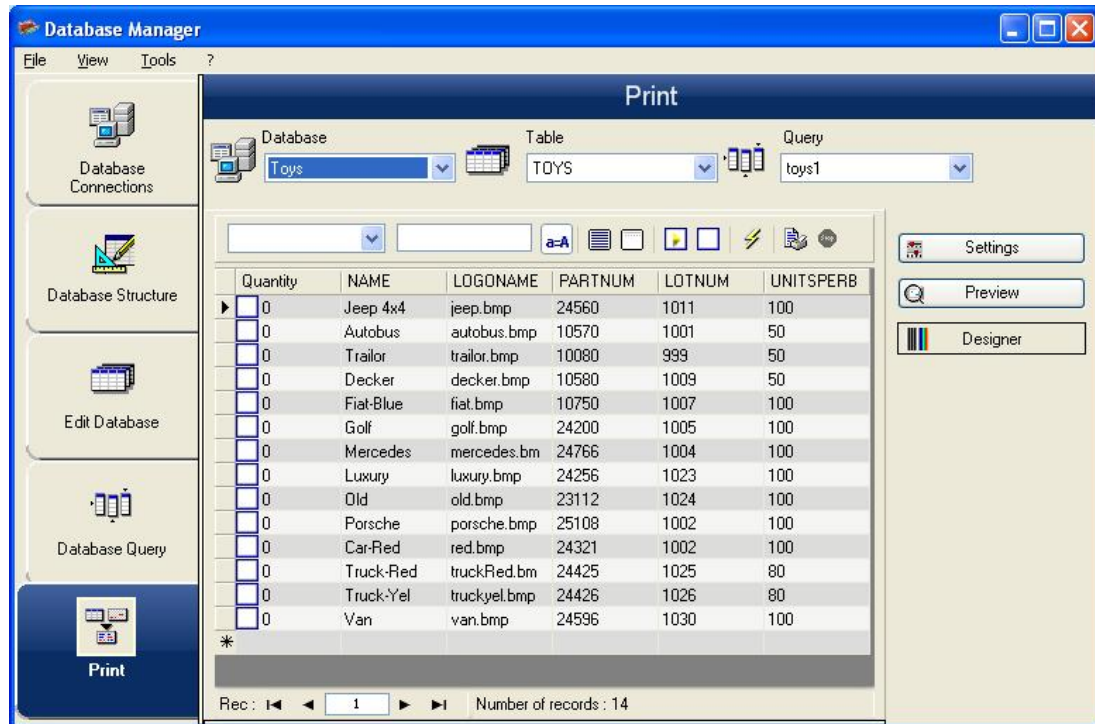 Database Manager
File View Tools ?
Database Connections
Database Structure
Edit Database
Database Query
Print
Print
Database Table Query
Toys TOYS toys1
a=A
Quantity NAME LOGONAME PARTNUM LOTNUM UNITSPERB
0 Jeep 4x4 jeep.bmp 24560 1011 100
0 Autobus autobus.bmp 10570 1001 50
0 Trailor trailor.bmp 10080 999 50
0 Decker decker.bmp 10580 1009 50
0 Fiat-Blue fiat.bmp 10750 1007 100
0 Golf golf.bmp 24200 1005 100
0 Mercedes mercedes.bm 24766 1004 100
0 Luxury luxury.bmp 24256 1023 100
0 Old old.bmp 23112 1024 100
0 Porsche porsche.bmp 25108 1002 100
0 Car-Red red.bmp 24321 1002 100
0 Truck-Red truckRed.bm 24425 1025 80
0 Truck-Yel truckyel.bmp 24426 1026 80
0 Van van.bmp 24596 1030 100
Rec : 1 Number of records : 14
Settings
Preview
Designer